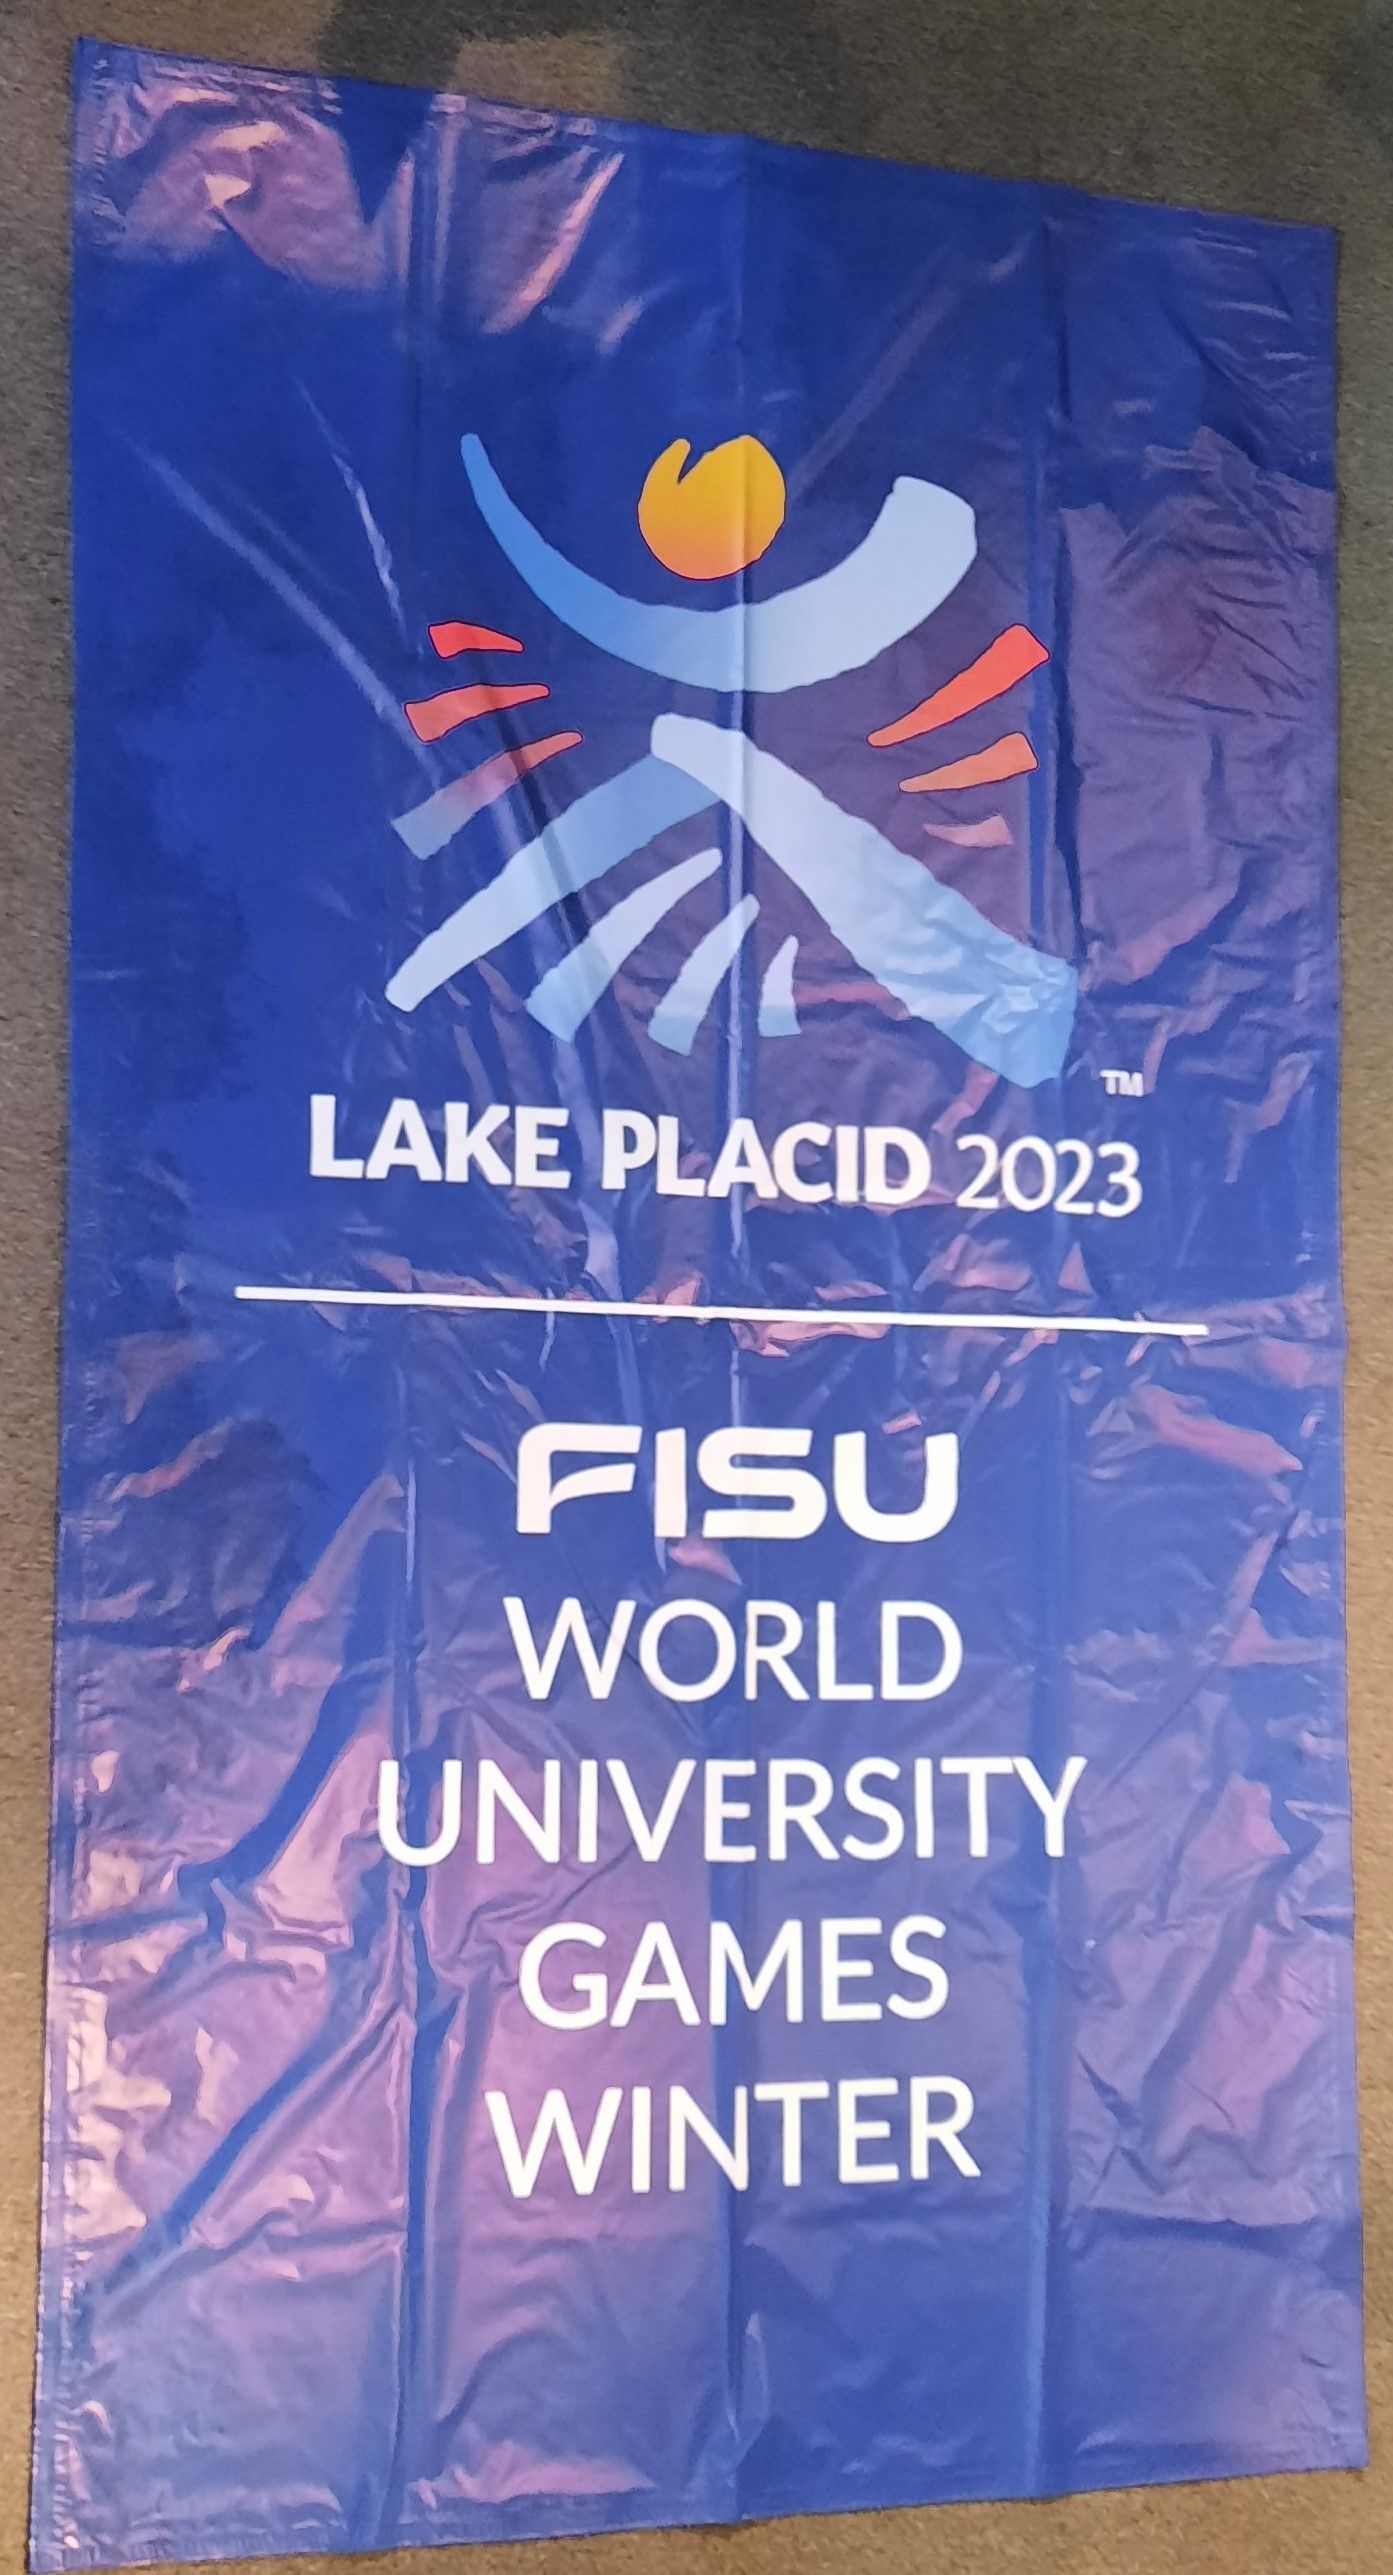 TM
LAKE PLACID 2023
FISU
WORLD
UNIVERSITY
GAMES
WINTER